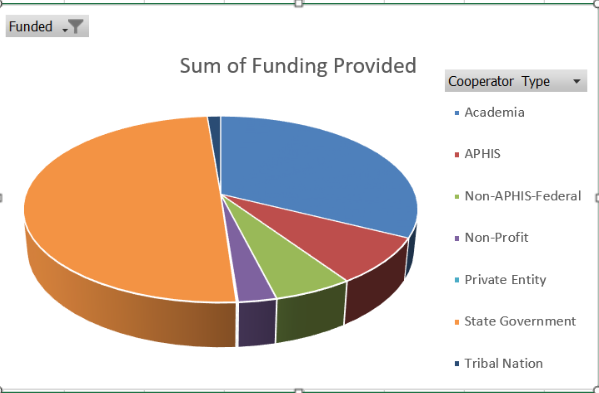 Funded
Sum of Funding Provided
Cooperator Type
Academia
APHIS
Non-APHIS-Federal
Non-Profit
Private Entity
State Government
Tribal Nation